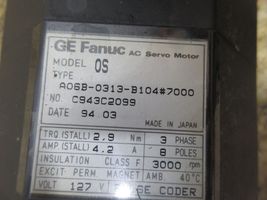 GE Fanuc AC Servo Motor
MODEL 0S
TYPE
A06B-0313-B104#7000
NO. C943C2099
DATE 94.03
MADE IN JAPAN
TRQ (STALL) 2.9 Nm 3 PHASE
AMP (STALL) 4.2 A 8 POLES
INSULATION CLASS F 3000 rpm
EXCIT. PERM MAGNET AMB. 40°C
VOLT 127 V CODER